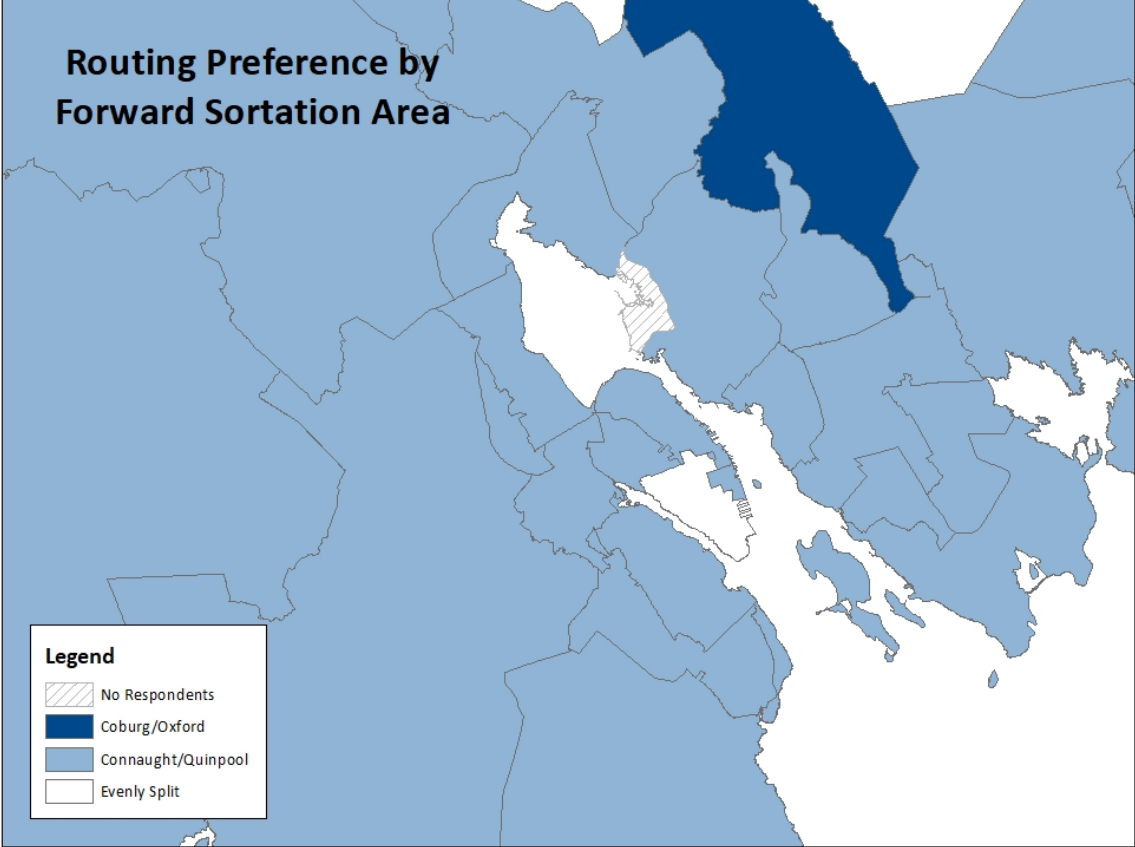 Routing Preference by
Forward Sortation Area
Legend
No Respondents
Coburg/Oxford
Connaught/Quinpool
Evenly Split